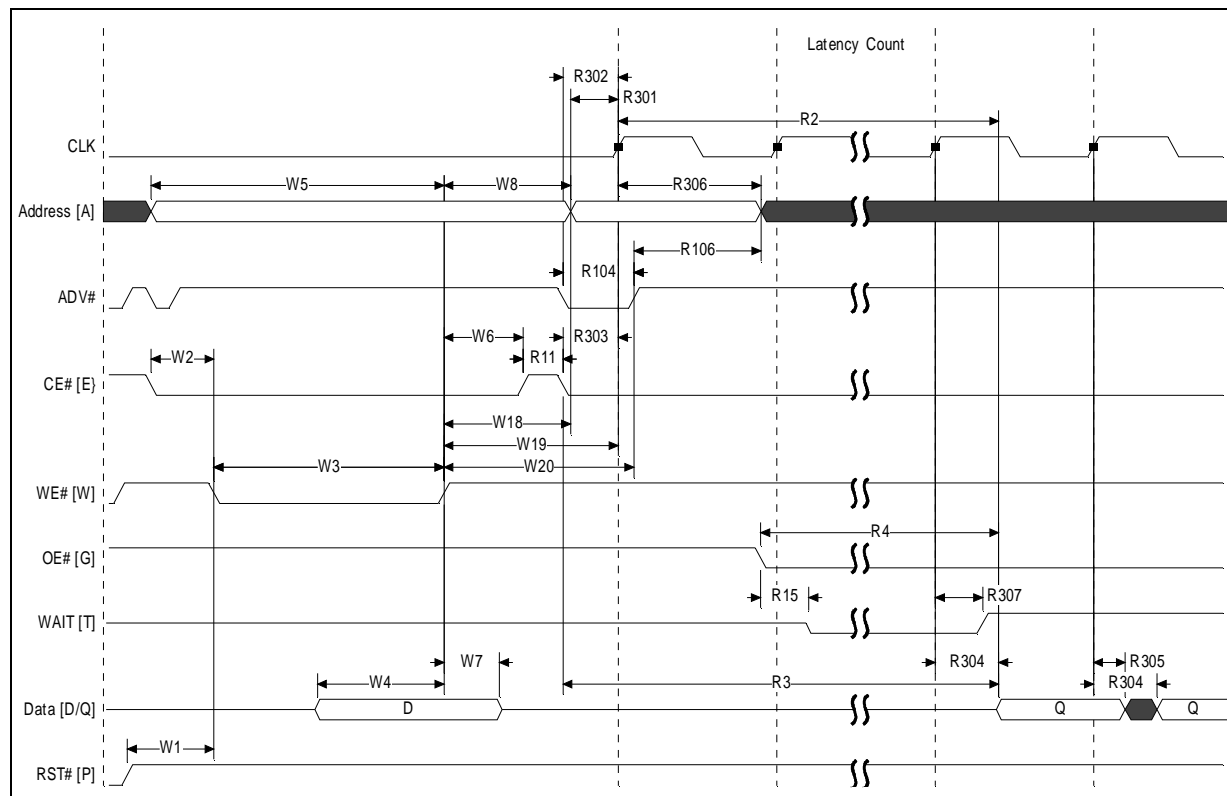 Latency Count
R302
R301
R2
CLK
W5
W8
R306
Address [A]
R106
R104
ADV#
W6
R303
W2
R11
CE# [E}
W18
W19
W3
W20
WE# [W]
R4
OE# [G]
R15
R307
WAIT [T]
W7
R304
R305
W4
R3
R304
Data [D/Q]
D
Q
Q
W1
RST# [P]